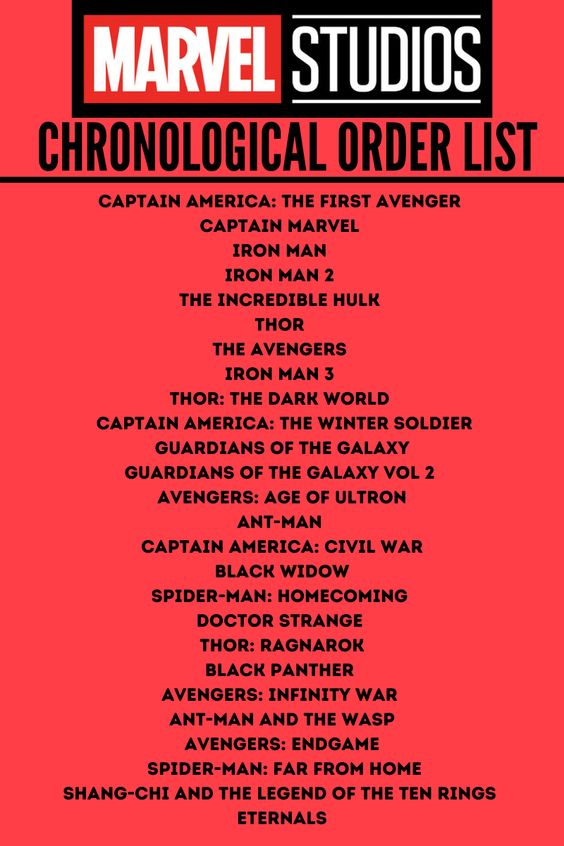 MARVEL STUDIOS
CHRONOLOGICAL ORDER LIST
CAPTAIN AMERICA: THE FIRST AVENGER
CAPTAIN MARVEL
IRON MAN
IRON MAN 2
THE INCREDIBLE HULK
THOR
THE AVENGERS
IRON MAN 3
THOR: THE DARK WORLD
CAPTAIN AMERICA: THE WINTER SOLDIER
GUARDIANS OF THE GALAXY
GUARDIANS OF THE GALAXY VOL 2
AVENGERS: AGE OF ULTRON
ANT-MAN
CAPTAIN AMERICA: CIVIL WAR
BLACK WIDOW
SPIDER-MAN: HOMECOMING
DOCTOR STRANGE
THOR: RAGNAROK
BLACK PANTHER
AVENGERS: INFINITY WAR
ANT-MAN AND THE WASP
AVENGERS: ENDGAME
SPIDER-MAN: FAR FROM HOME
SHANG-CHI AND THE LEGEND OF THE TEN RINGS
ETERNALS